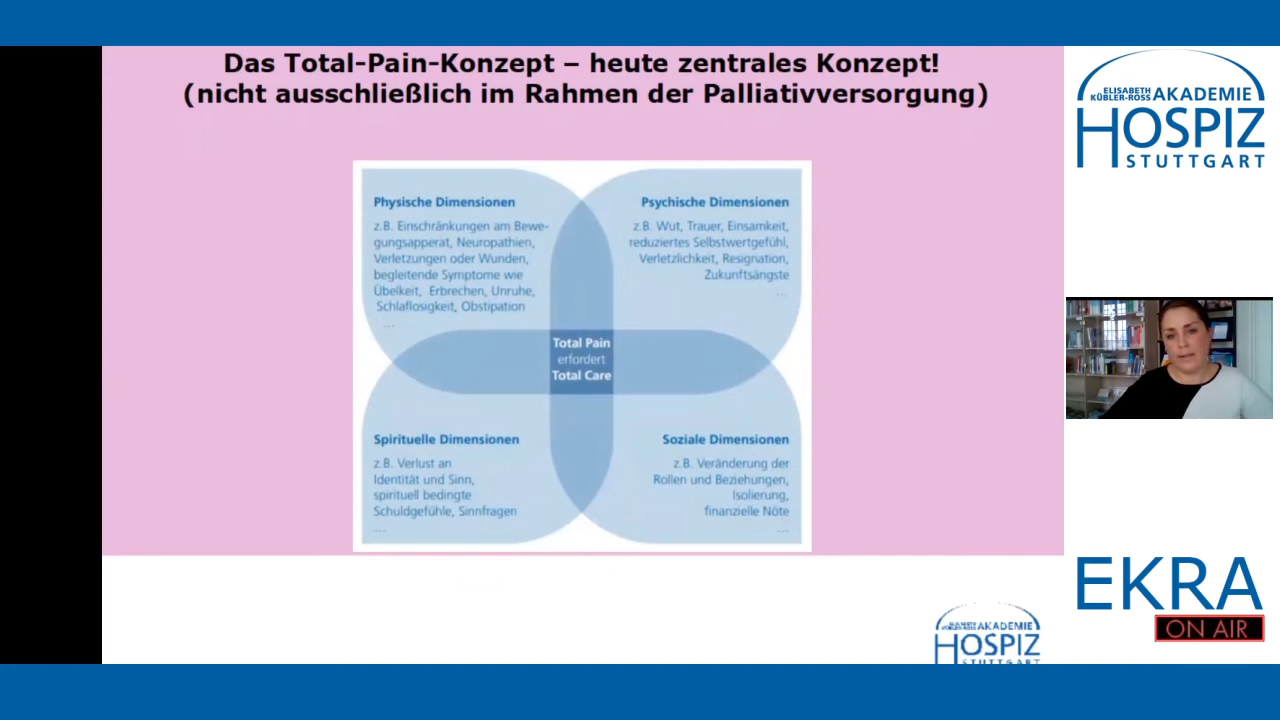 Das Total-Pain-Konzept – heute zentrales Konzept!
(nicht ausschließlich im Rahmen der Palliativversorgung)
Physische Dimensionen
z.B. Einschränkungen am Bewe-
gungsapperat, Neuropathien,
Verletzungen oder Wunden,
begleitende Symptome wie
Übelkeit, Erbrechen, Unruhe,
Schlaflosigkeit, Obstipation
...
Psychische Dimensionen
z.B. Wut, Trauer, Einsamkeit,
reduziertes Selbstwertgefühl,
Verletzlichkeit, Resignation,
Zukunftsängste
...
Total Pain
erfordert
Total Care
Spirituelle Dimensionen
z.B. Verlust an
Identität und Sinn,
spirituell bedingte
Schuldgefühle, Sinnfragen
...
Soziale Dimensionen
z.B. Veränderung der
Rollen und Beziehungen,
Isolierung,
finanzielle Nöte
...
ELISABETH
KÜBLER-ROSS AKADEMIE
HOSPIZ
STUTTGART
EKRA
ON AIR
AKADEMIE
HOSPIZ
STUTTGART